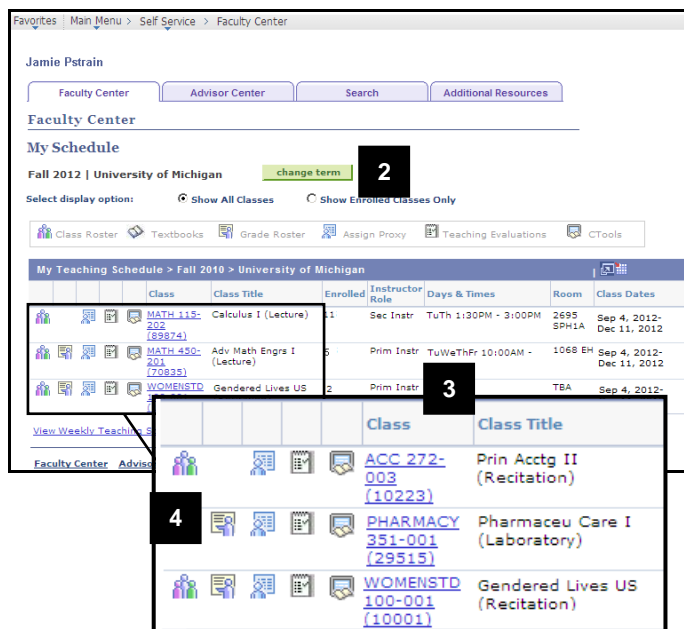 Favorites Main Menu > Self Service > Faculty Center
Jamie Pstrain
Faculty Center Advisor Center Search Additional Resources
Faculty Center
My Schedule
Fall 2012 | University of Michigan change term 2
Select display option: Show All Classes Show Enrolled Classes Only
Class Roster Textbooks Grade Roster Assign Proxy Teaching Evaluations CTools
My Teaching Schedule > Fall 2010 > University of Michigan
Class Class Title Enrolled Instructor Role Days & Times Room Class Dates
MATH 115- Calculus I (Lecture) 11 Sec Instr TuTh 1:30PM - 3:00PM 2695 Sep 4, 2012-
202 SPH1A Dec 11, 2012
(89874)
MATH 450- Adv Math Engrs I 5 Prim Instr TuWeThFr 10:00AM - 1068 EH Sep 4, 2012-
201 (Lecture) Dec 11, 2012
(70835)
WOMENSTD Gendered Lives US 2 Prim Instr TBA Sep 4, 2012-
View Weekly Teaching S
Faculty Center Adviso
3
Class Class Title
ACC 272- Prin Acctg II
003 (Recitation)
(10223)
4
PHARMACY Pharmaceu Care I
351-001 (Laboratory)
(29515)
WOMENSTD Gendered Lives US
100-001 (Recitation)
(10001)